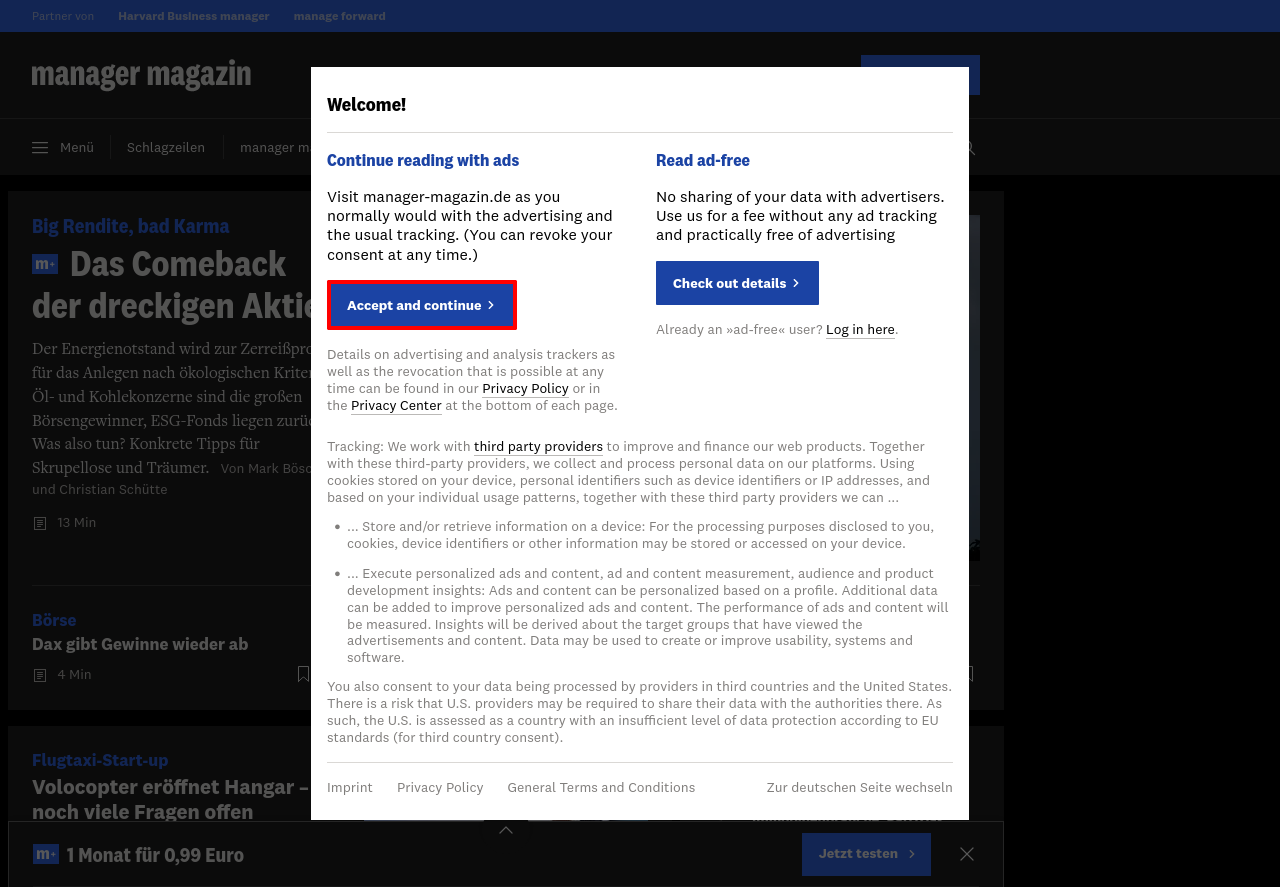 Partner von Harvard Business manager manage forward
manager magazin
Menü Schlagzeilen manager m
Big Rendite, bad Karma
m+ Das Comeback
der dreckigen Aktie
Der Energienotstand wird zur Zerreißpro
für das Anlegen nach ökologischen Kriter
Öl- und Kohlekonzerne sind die großen
Börsengewinner, ESG-Fonds liegen zurüc
Was also tun? Konkrete Tipps für
Skrupellose und Träumer. Von Mark Bösc
und Christian Schütte
13 Min
Börse
Dax gibt Gewinne wieder ab
4 Min
Flugtaxi-Start-up
Volocopter eröffnet Hangar –
noch viele Fragen offen
Welcome!
Continue reading with ads
Visit manager-magazin.de as you
normally would with the advertising and
the usual tracking. (You can revoke your
consent at any time.)
Accept and continue
Details on advertising and analysis trackers as
well as the revocation that is possible at any
time can be found in our Privacy Policy or in
the Privacy Center at the bottom of each page.
Read ad-free
No sharing of your data with advertisers.
Use us for a fee without any ad tracking
and practically free of advertising
Check out details
Already an »ad-free« user? Log in here.
Tracking: We work with third party providers to improve and finance our web products. Together
with these third-party providers, we collect and process personal data on our platforms. Using
cookies stored on your device, personal identifiers such as device identifiers or IP addresses, and
based on your individual usage patterns, together with these third party providers we can ...
• ... Store and/or retrieve information on a device: For the processing purposes disclosed to you,
cookies, device identifiers or other information may be stored or accessed on your device.
• ... Execute personalized ads and content, ad and content measurement, audience and product
development insights: Ads and content can be personalized based on a profile. Additional data
can be added to improve personalized ads and content. The performance of ads and content will
be measured. Insights will be derived about the target groups that have viewed the
advertisements and content. Data may be used to create or improve usability, systems and
software.
You also consent to your data being processed by providers in third countries and the United States.
There is a risk that U.S. providers may be required to share their data with the authorities there. As
such, the U.S. is assessed as a country with an insufficient level of data protection according to EU
standards (for third country consent).
Imprint Privacy Policy General Terms and Conditions Zur deutschen Seite wechseln
m+ 1 Monat für 0,99 Euro
Jetzt testen